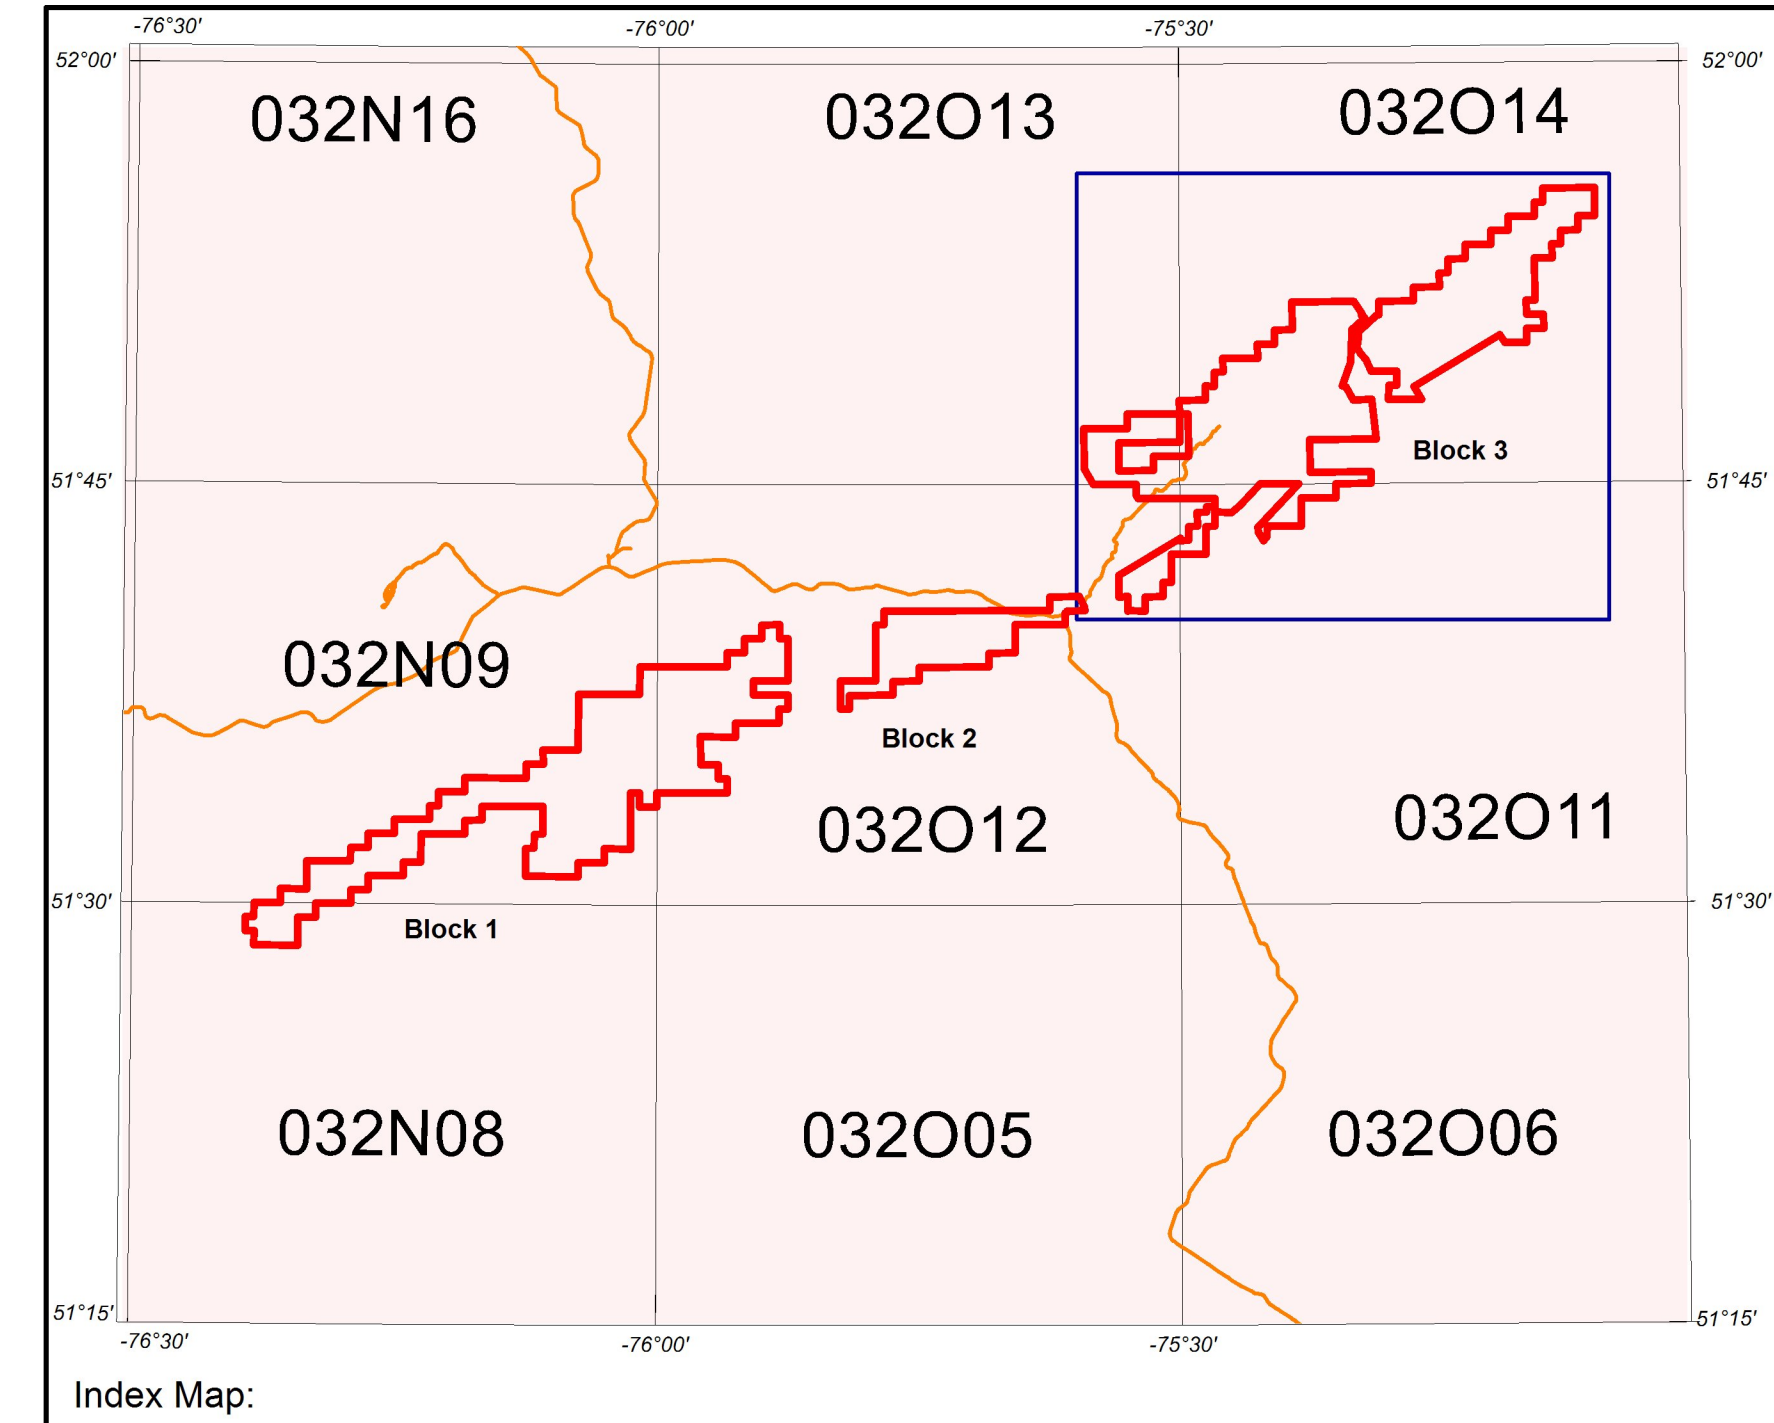 -76°30' -76°00' -75°30'
52°00' 52°00'
032N16 032O13 032O14
Block 3
51°45' 51°45'
032N09
Block 2
032O12 032O11
51°30' 51°30'
Block 1
032N08 032O05 032O06
51°15' 51°15'
-76°30' -76°00' -75°30'
Index Map: